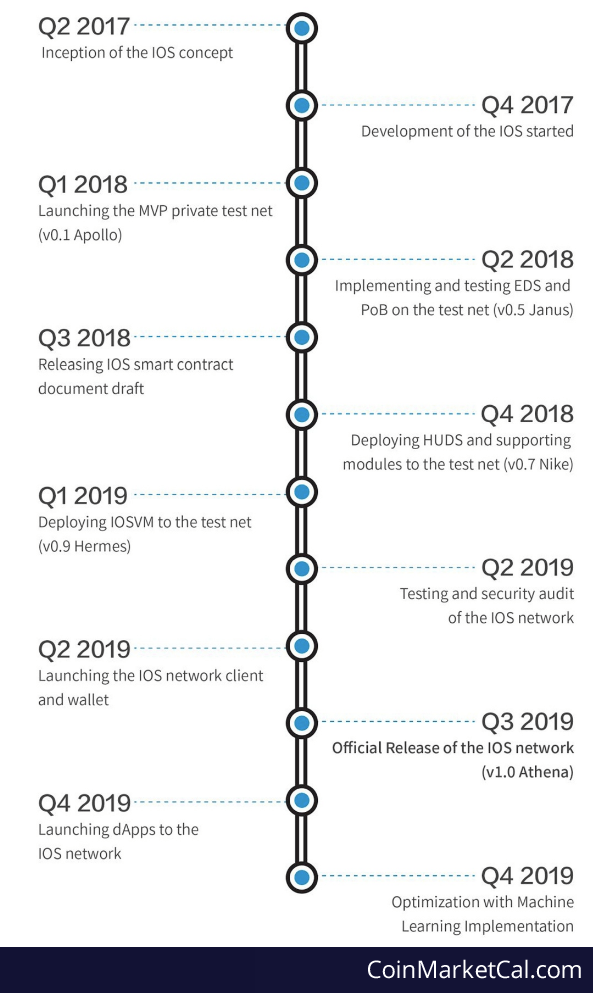 Q2 2017
Inception of the IOS concept
Q4 2017
Development of the IOS started
Q1 2018
Launching the MVP private test net
(v0.1 Apollo)
Q2 2018
Implementing and testing EDS and
PoB on the test net (v0.5 Janus)
Q3 2018
Releasing IOS smart contract
document draft
Q4 2018
Deploying HUDS and supporting
modules to the test net (v0.7 Nike)
Q1 2019
Deploying IOSVM to the test net
(v0.9 Hermes)
Q2 2019
Testing and security audit
of the IOS network
Q2 2019
Launching the IOS network client
and wallet
Q3 2019
Official Release of the IOS network
(v1.0 Athena)
Q4 2019
Launching dApps to the
IOS network
Q4 2019
Optimization with Machine
Learning Implementation
CoinMarketCal.com